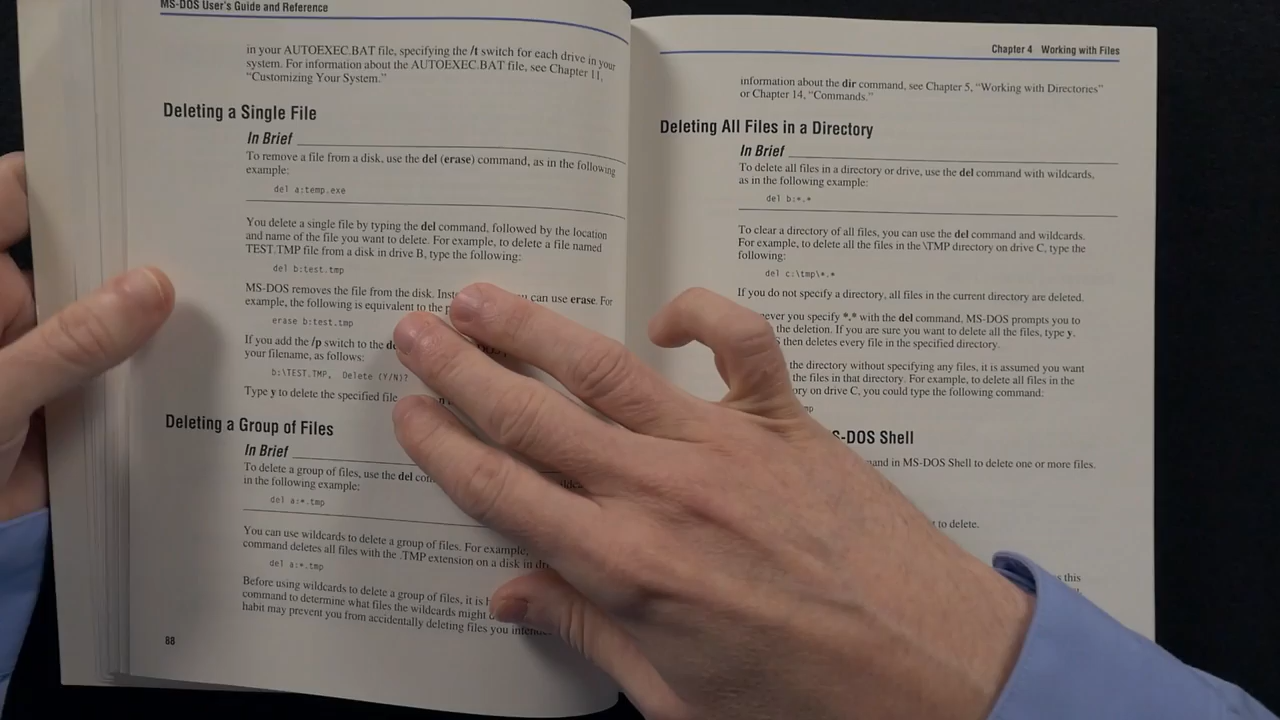 MS-DOS User's Guide and Reference
in your AUTOEXEC.BAT file, specifying the /t switch for each drive in your
system. For information about the AUTOEXEC.BAT file, see Chapter 11,
"Customizing Your System."
Deleting a Single File
In Brief
To remove a file from a disk, use the del (erase) command, as in the following
example:
del a:temp.exe
You delete a single file by typing the del command, followed by the location
and name of the file you want to delete. For example, to delete a file named
TEST.TMP file from a disk in drive B, type the following:
del b:test.tmp
MS-DOS removes the file from the disk. can use erase. For
example, the following is equivalent to the
erase b:test.tmp
If you add the /p switch to the
your filename, as follows:
b:\TEST.TMP, Delete (Y/N)?
Type y to delete the specified file
Deleting a Group of Files
In Brief
To delete a group of files, use the del
in the following example:
del a:*.tmp
You can use wildcards to delete a group of files. For example,
command deletes all files with the .TMP extension on a disk in
del a:*.tmp
Before using wildcards to delete a group of files, it is
command to determine what files the wildcards might
habit may prevent you from accidentally deleting files you
88
Chapter 4 Working with Files
information about the dir command, see Chapter 5, "Working with Directories"
or Chapter 14, "Commands."
Deleting All Files in a Directory
In Brief
To delete all files in a directory or drive, use the del command with wildcards,
as in the following example:
del b:*.*
To clear a directory of all files, you can use the del command and wildcards.
For example, to delete all the files in the \TMP directory on drive C, type the
following:
del c:\tmp\*.*
If you do not specify a directory, all files in the current directory are deleted.
you specify *.* with the del command, MS-DOS prompts you to
the deletion. If you are sure you want to delete all the files, type y.
then deletes every file in the specified directory.
the directory without specifying any files, it is assumed you want
the files in that directory. For example, to delete all files in the
on drive C, you could type the following command:
S-DOS Shell
in MS-DOS Shell to delete one or more files.
to delete.
this